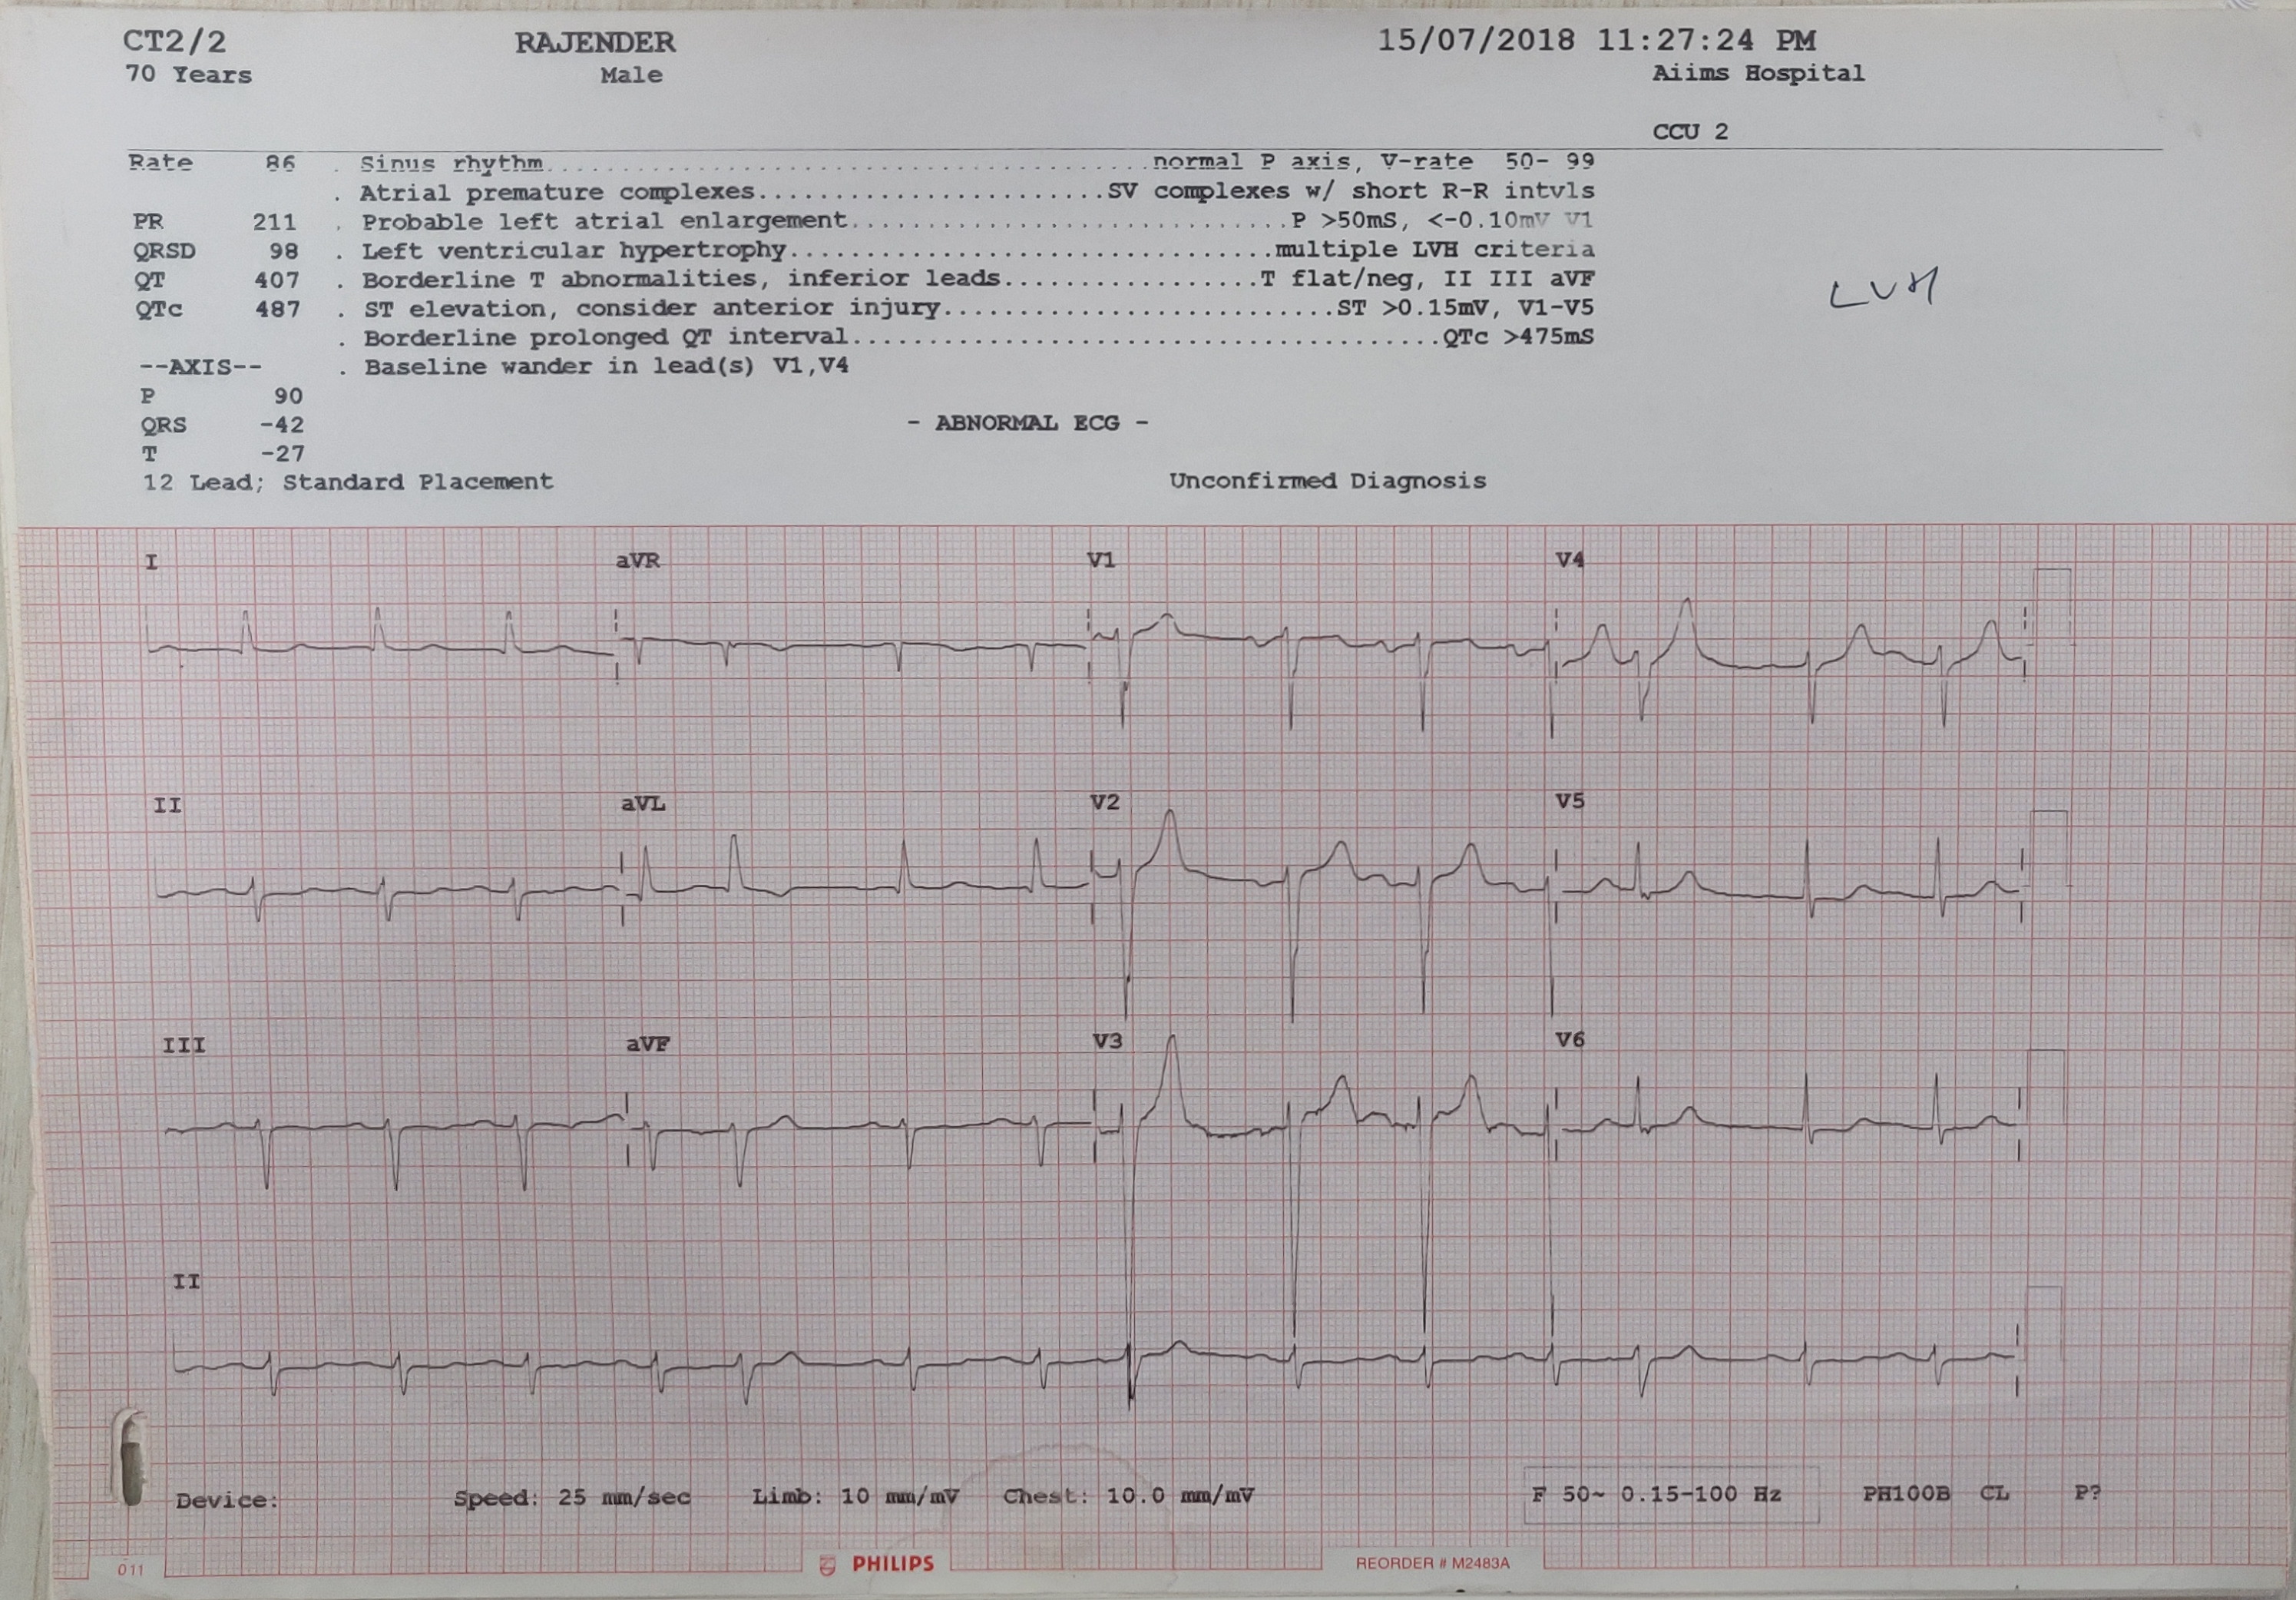 CT2/2 RAJENDER 15/07/2018 11:27:24 PM
70 Years Male Aiims Hospital
CCU 2
Rate 86 . Sinus rhythm........................................normal P axis, V-rate 50- 99
. Atrial premature complexes.......................SV complexes w/ short R-R intvls
PR 211 . Probable left atrial enlargement.............................P >50mS, <-0.10mV V1
QRSD 98 . Left ventricular hypertrophy................................multiple LVH criteria
QT 407 . Borderline T abnormalities, inferior leads.................T flat/neg, II III aVF
QTc 487 . ST elevation, consider anterior injury..........................ST >0.15mV, V1-V5
. Borderline prolonged QT interval.......................................QTc >475mS
--AXIS-- . Baseline wander in lead(s) V1,V4
P 90
QRS -42 - ABNORMAL ECG -
T -27
12 Lead; Standard Placement Unconfirmed Diagnosis
LVH
I aVR V1 V4
II aVL V2 V5
III aVF V3 V6
II
Device: Speed: 25 mm/sec Limb: 10 mm/mV Chest: 10.0 mm/mV F 50~ 0.15-100 Hz PH100B CL P?
011 PHILIPS REORDER # M2483A